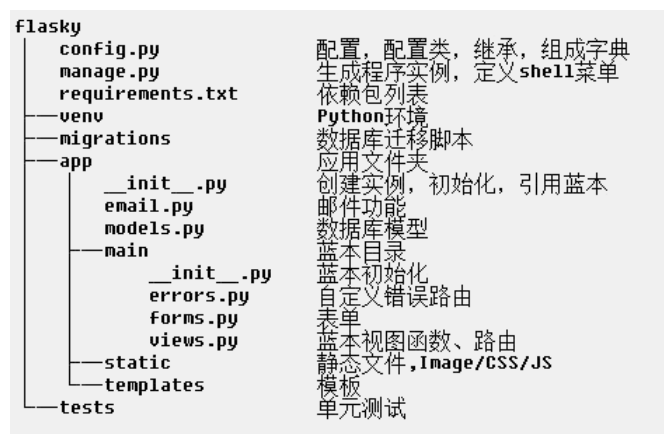 flasky
config.py 配置，配置类，继承，组成字典
manage.py 生成程序实例，定义shell菜单
requirements.txt 依赖包列表
venv Python环境
migrations 数据库迁移脚本
app 应用文件夹
__init__.py 创建实例，初始化，引用蓝本
email.py 邮件功能
models.py 数据库模型
main 蓝本目录
__init__.py 蓝本初始化
errors.py 自定义错误路由
forms.py 表单
views.py 蓝本视图函数、路由
static 静态文件,Image/CSS/JS
templates 模板
tests 单元测试